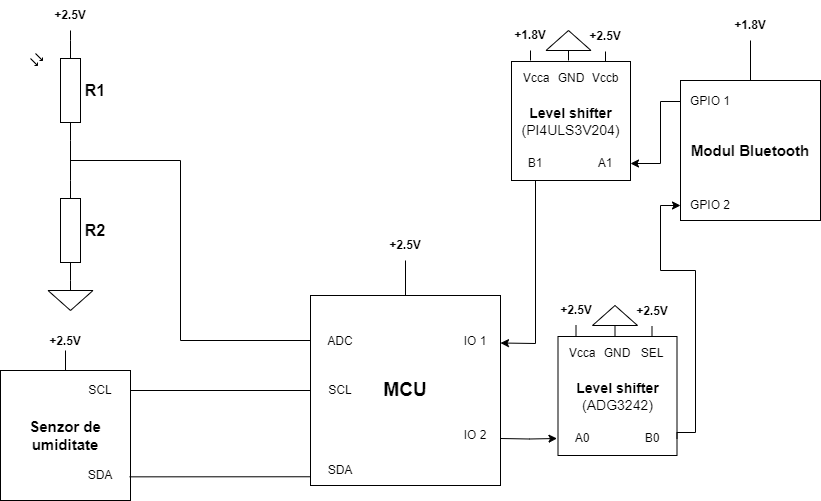 +2.5V
R1
R2
+1.8V
+2.5V
Vcca GND Vccb
Level shifter
(PI4ULS3V204)
B1 A1
+1.8V
GPIO 1
Modul Bluetooth
GPIO 2
+2.5V
ADC
IO 1
MCU
SCL
IO 2
SDA
+2.5V
SCL
Senzor de
umiditate
SDA
+2.5V
+2.5V
Vcca GND SEL
Level shifter
(ADG3242)
A0 B0